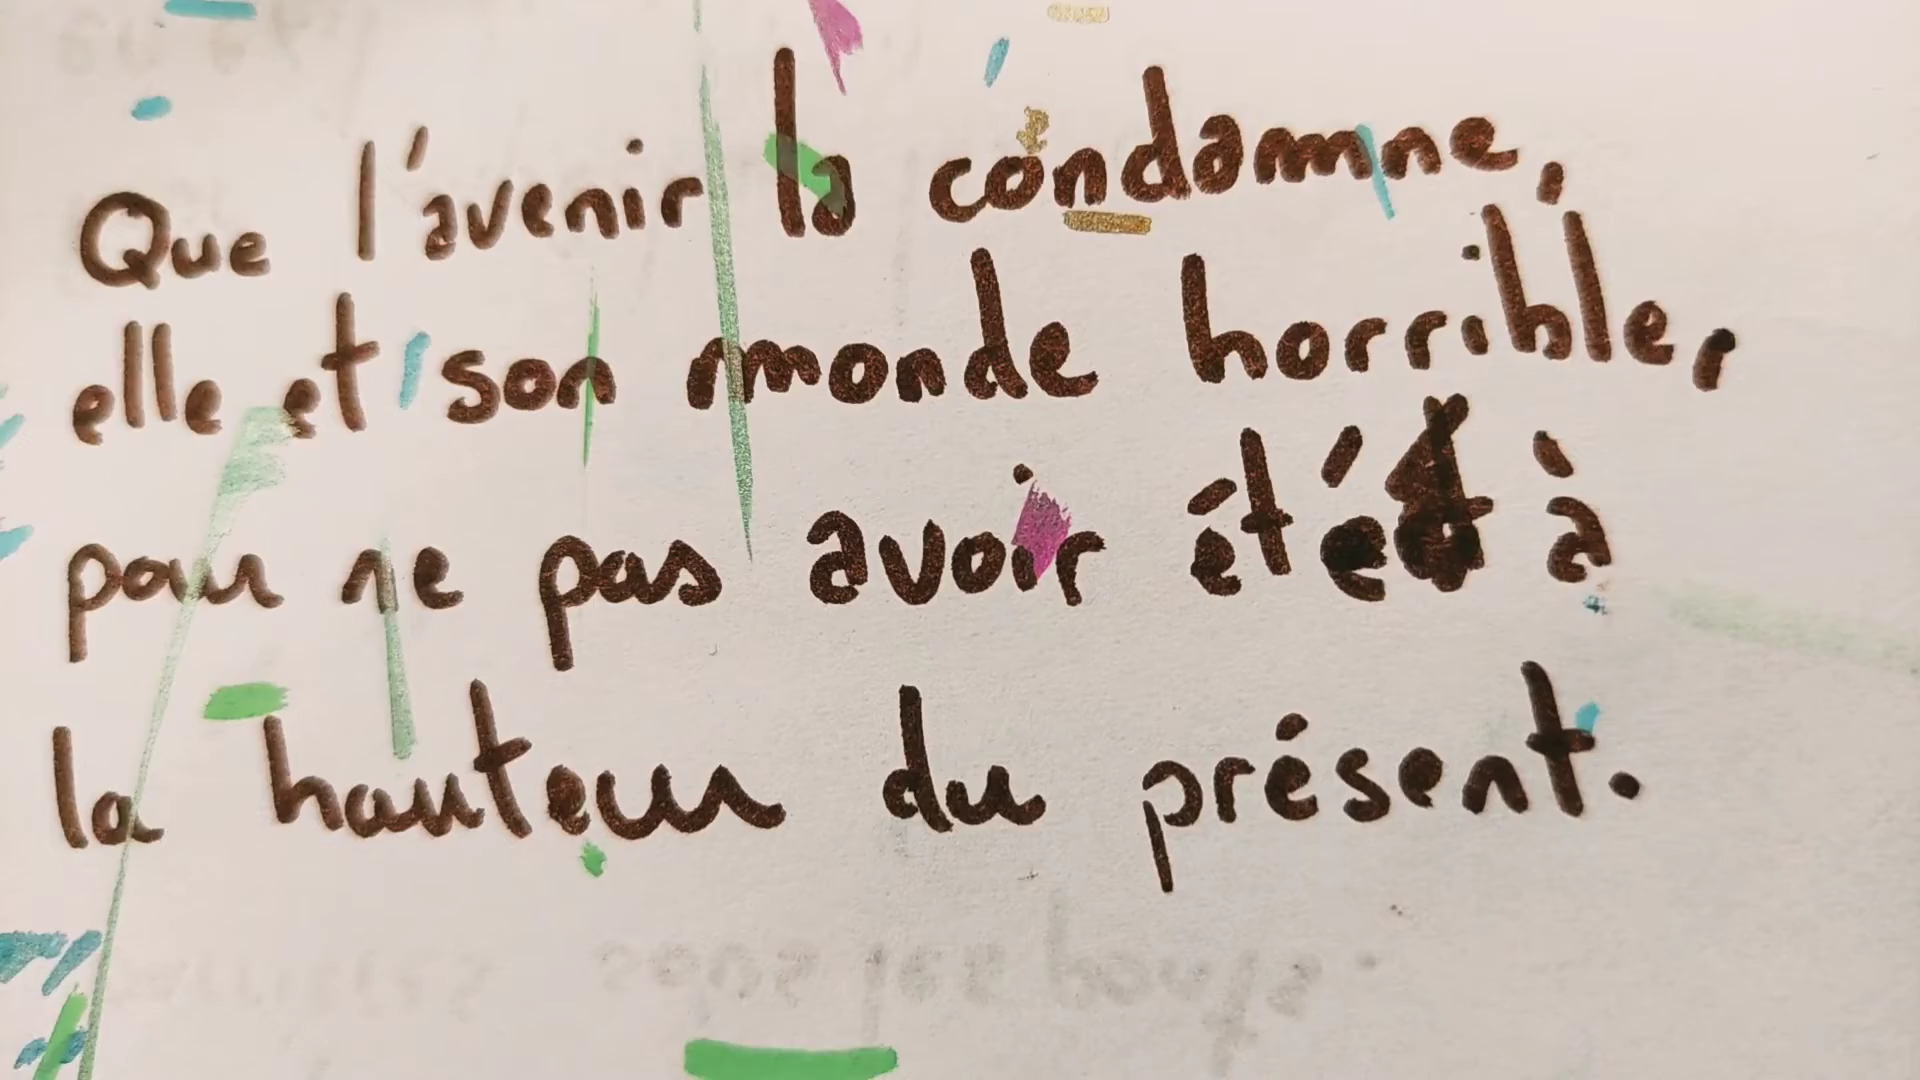 Que l'avenir la condamne,
elle et son monde horrible,
pour ne pas avoir été à
la hauteur du présent.